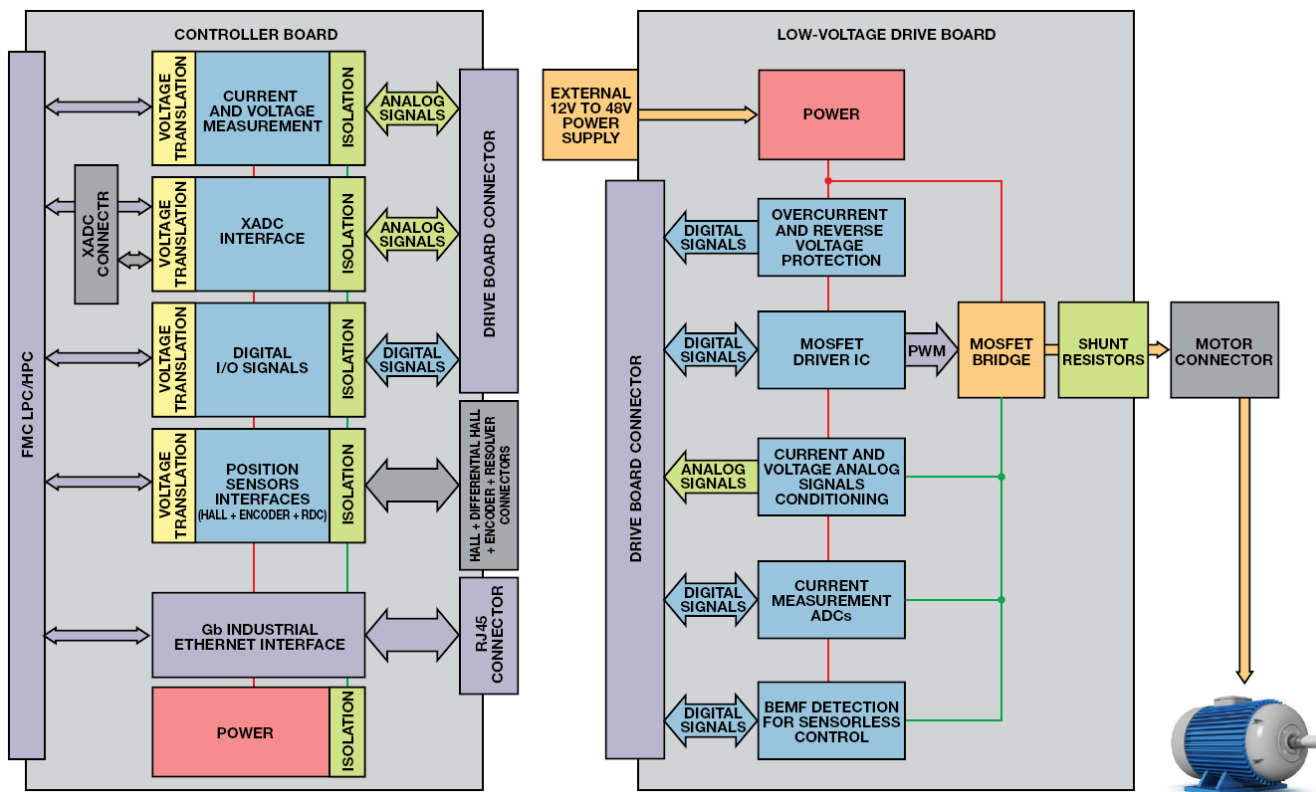 CONTROLLER BOARD
FMC LPC/HPC
VOLTAGE
TRANSLATION
CURRENT
AND VOLTAGE
MEASUREMENT
ISOLATION
ANALOG
SIGNALS
DRIVE BOARD CONNECTOR
XADC
CONNECTR
VOLTAGE
TRANSLATION
XADC
INTERFACE
ISOLATION
ANALOG
SIGNALS
VOLTAGE
TRANSLATION
DIGITAL
I/O SIGNALS
ISOLATION
DIGITAL
SIGNALS
VOLTAGE
TRANSLATION
POSITION
SENSORS
INTERFACES
(HALL + ENCODER + RDC)
ISOLATION
HALL + DIFFERENTIAL HALL
+ ENCODER + RESOLVER
CONNECTORS
Gb INDUSTRIAL
ETHERNET INTERFACE
RJ45
CONNECTOR
POWER
ISOLATION
LOW-VOLTAGE DRIVE BOARD
EXTERNAL
12V TO 48V
POWER
SUPPLY
POWER
DRIVE BOARD CONNECTOR
DIGITAL
SIGNALS
OVERCURRENT
AND REVERSE
VOLTAGE
PROTECTION
DIGITAL
SIGNALS
MOSFET
DRIVER IC
PWM
MOSFET
BRIDGE
SHUNT
RESISTORS
MOTOR
CONNECTOR
ANALOG
SIGNALS
CURRENT AND
VOLTAGE ANALOG
SIGNALS
CONDITIONING
DIGITAL
SIGNALS
CURRENT
MEASUREMENT
ADCs
DIGITAL
SIGNALS
BEMF DETECTION
FOR SENSORLESS
CONTROL